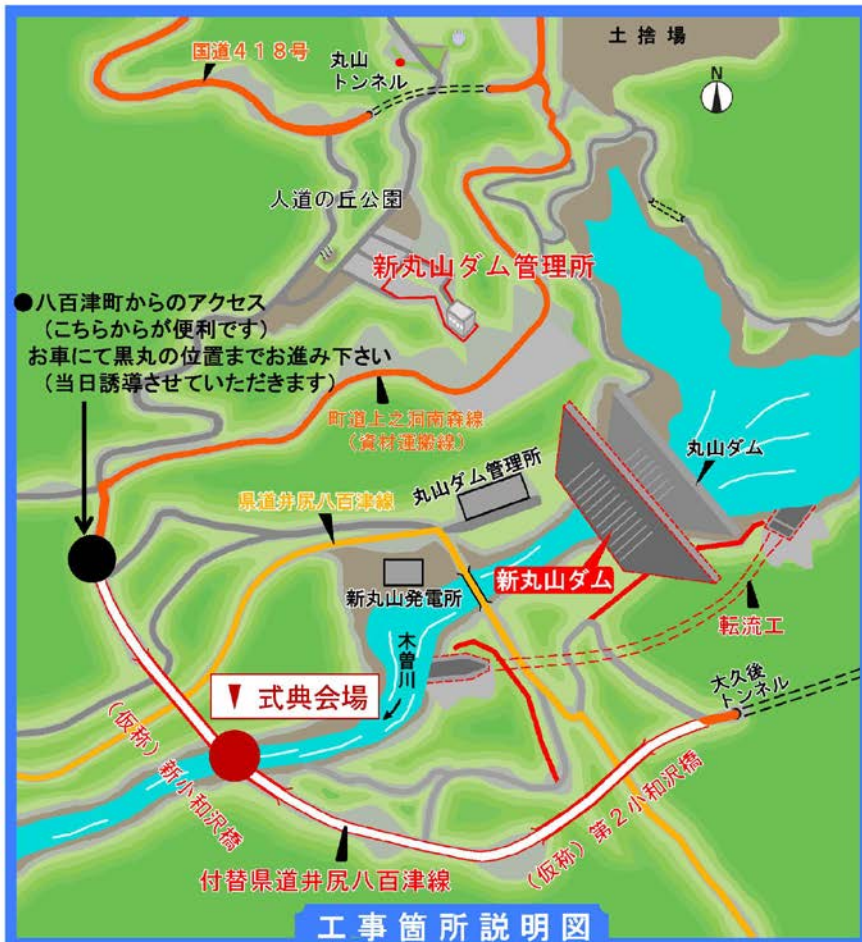 国道418号
丸山
トンネル
土捨場
N
人道の丘公園
新丸山ダム管理所
●八百津町からのアクセス
(こちらからが便利です)
お車にて黒丸の位置までお進み下さい
(当日誘導させていただきます)
町道上之洞南森線
(資材運搬線)
丸山ダム
丸山ダム管理所
県道井尻八百津線
新丸山ダム
新丸山発電所
転流工
木曽川
大久後
トンネル
▼ 式典会場
(仮称)新小和沢橋
(仮称)第2小和沢橋
付替県道井尻八百津線
工事箇所説明図